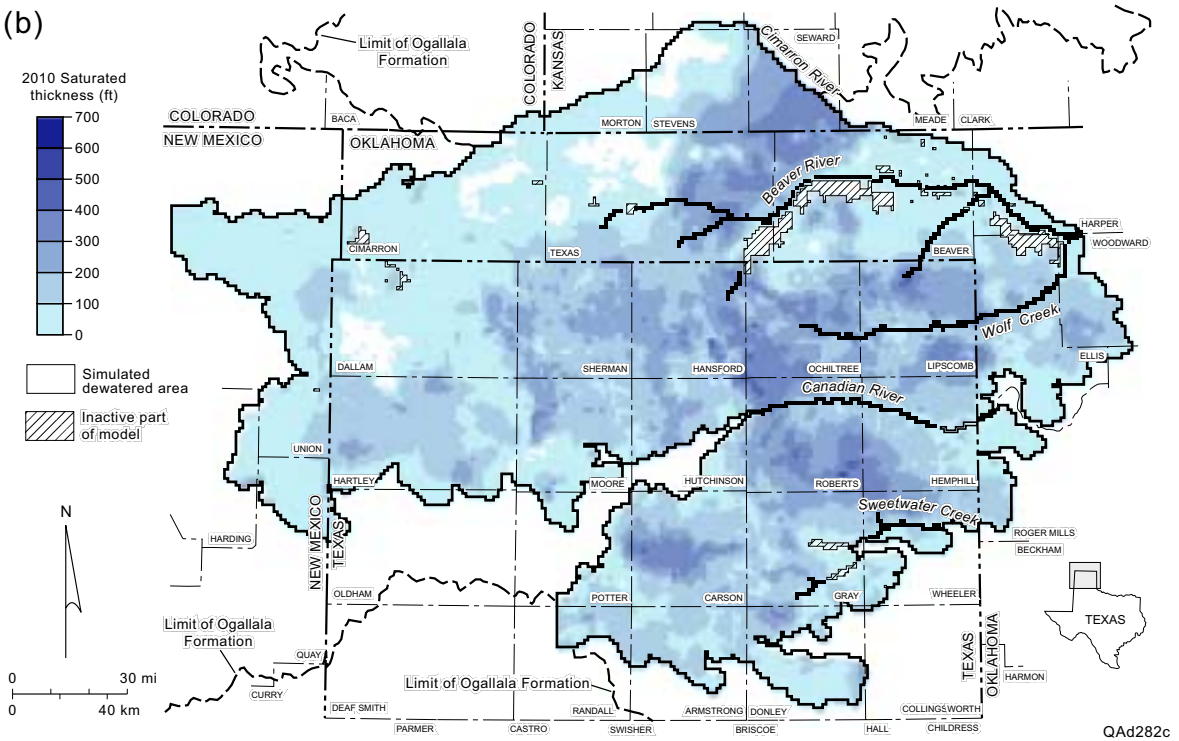 (b)
2010 Saturated
thickness (ft)
700
600
500
400
300
200
100
0
Simulated
dewatered area
Inactive part
of model
Limit of Ogallala
Formation
COLORADO
KANSAS
SEWARD
Cimarron River
COLORADO
NEW MEXICO
BACA
OKLAHOMA
MORTON
STEVENS
MEADE
CLARK
Beaver River
CIMARRON
TEXAS
BEAVER
HARPER
WOODWARD
Wolf Creek
ELLIS
DALLAM
SHERMAN
HANSFORD
OCHILTREE
LIPSCOMB
Canadian River
UNION
HARTLEY
MOORE
HUTCHINSON
ROBERTS
HEMPHILL
Sweetwater Creek
N
HARDING
NEW MEXICO
TEXAS
ROGER MILLS
BECKHAM
OLDHAM
POTTER
CARSON
GRAY
WHEELER
TEXAS
Limit of Ogallala
Formation
QUAY
TEXAS
OKLAHOMA
HARMON
0 30 mi
0 40 km
CURRY
Limit of Ogallala Formation
DEAF SMITH
RANDALL
ARMSTRONG
DONLEY
COLLINGSWORTH
PARMER
CASTRO
SWISHER
BRISCOE
HALL
CHILDRESS
QAd282c